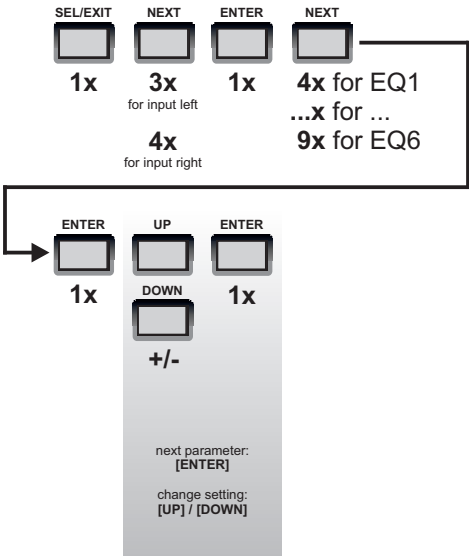 SEL/EXIT NEXT ENTER NEXT
1x 3x 1x 4x for EQ1
for input left ...x for ...
4x 9x for EQ6
for input right
ENTER UP ENTER
1x DOWN 1x
+/-
next parameter:
[ENTER]
change setting:
[UP] / [DOWN]